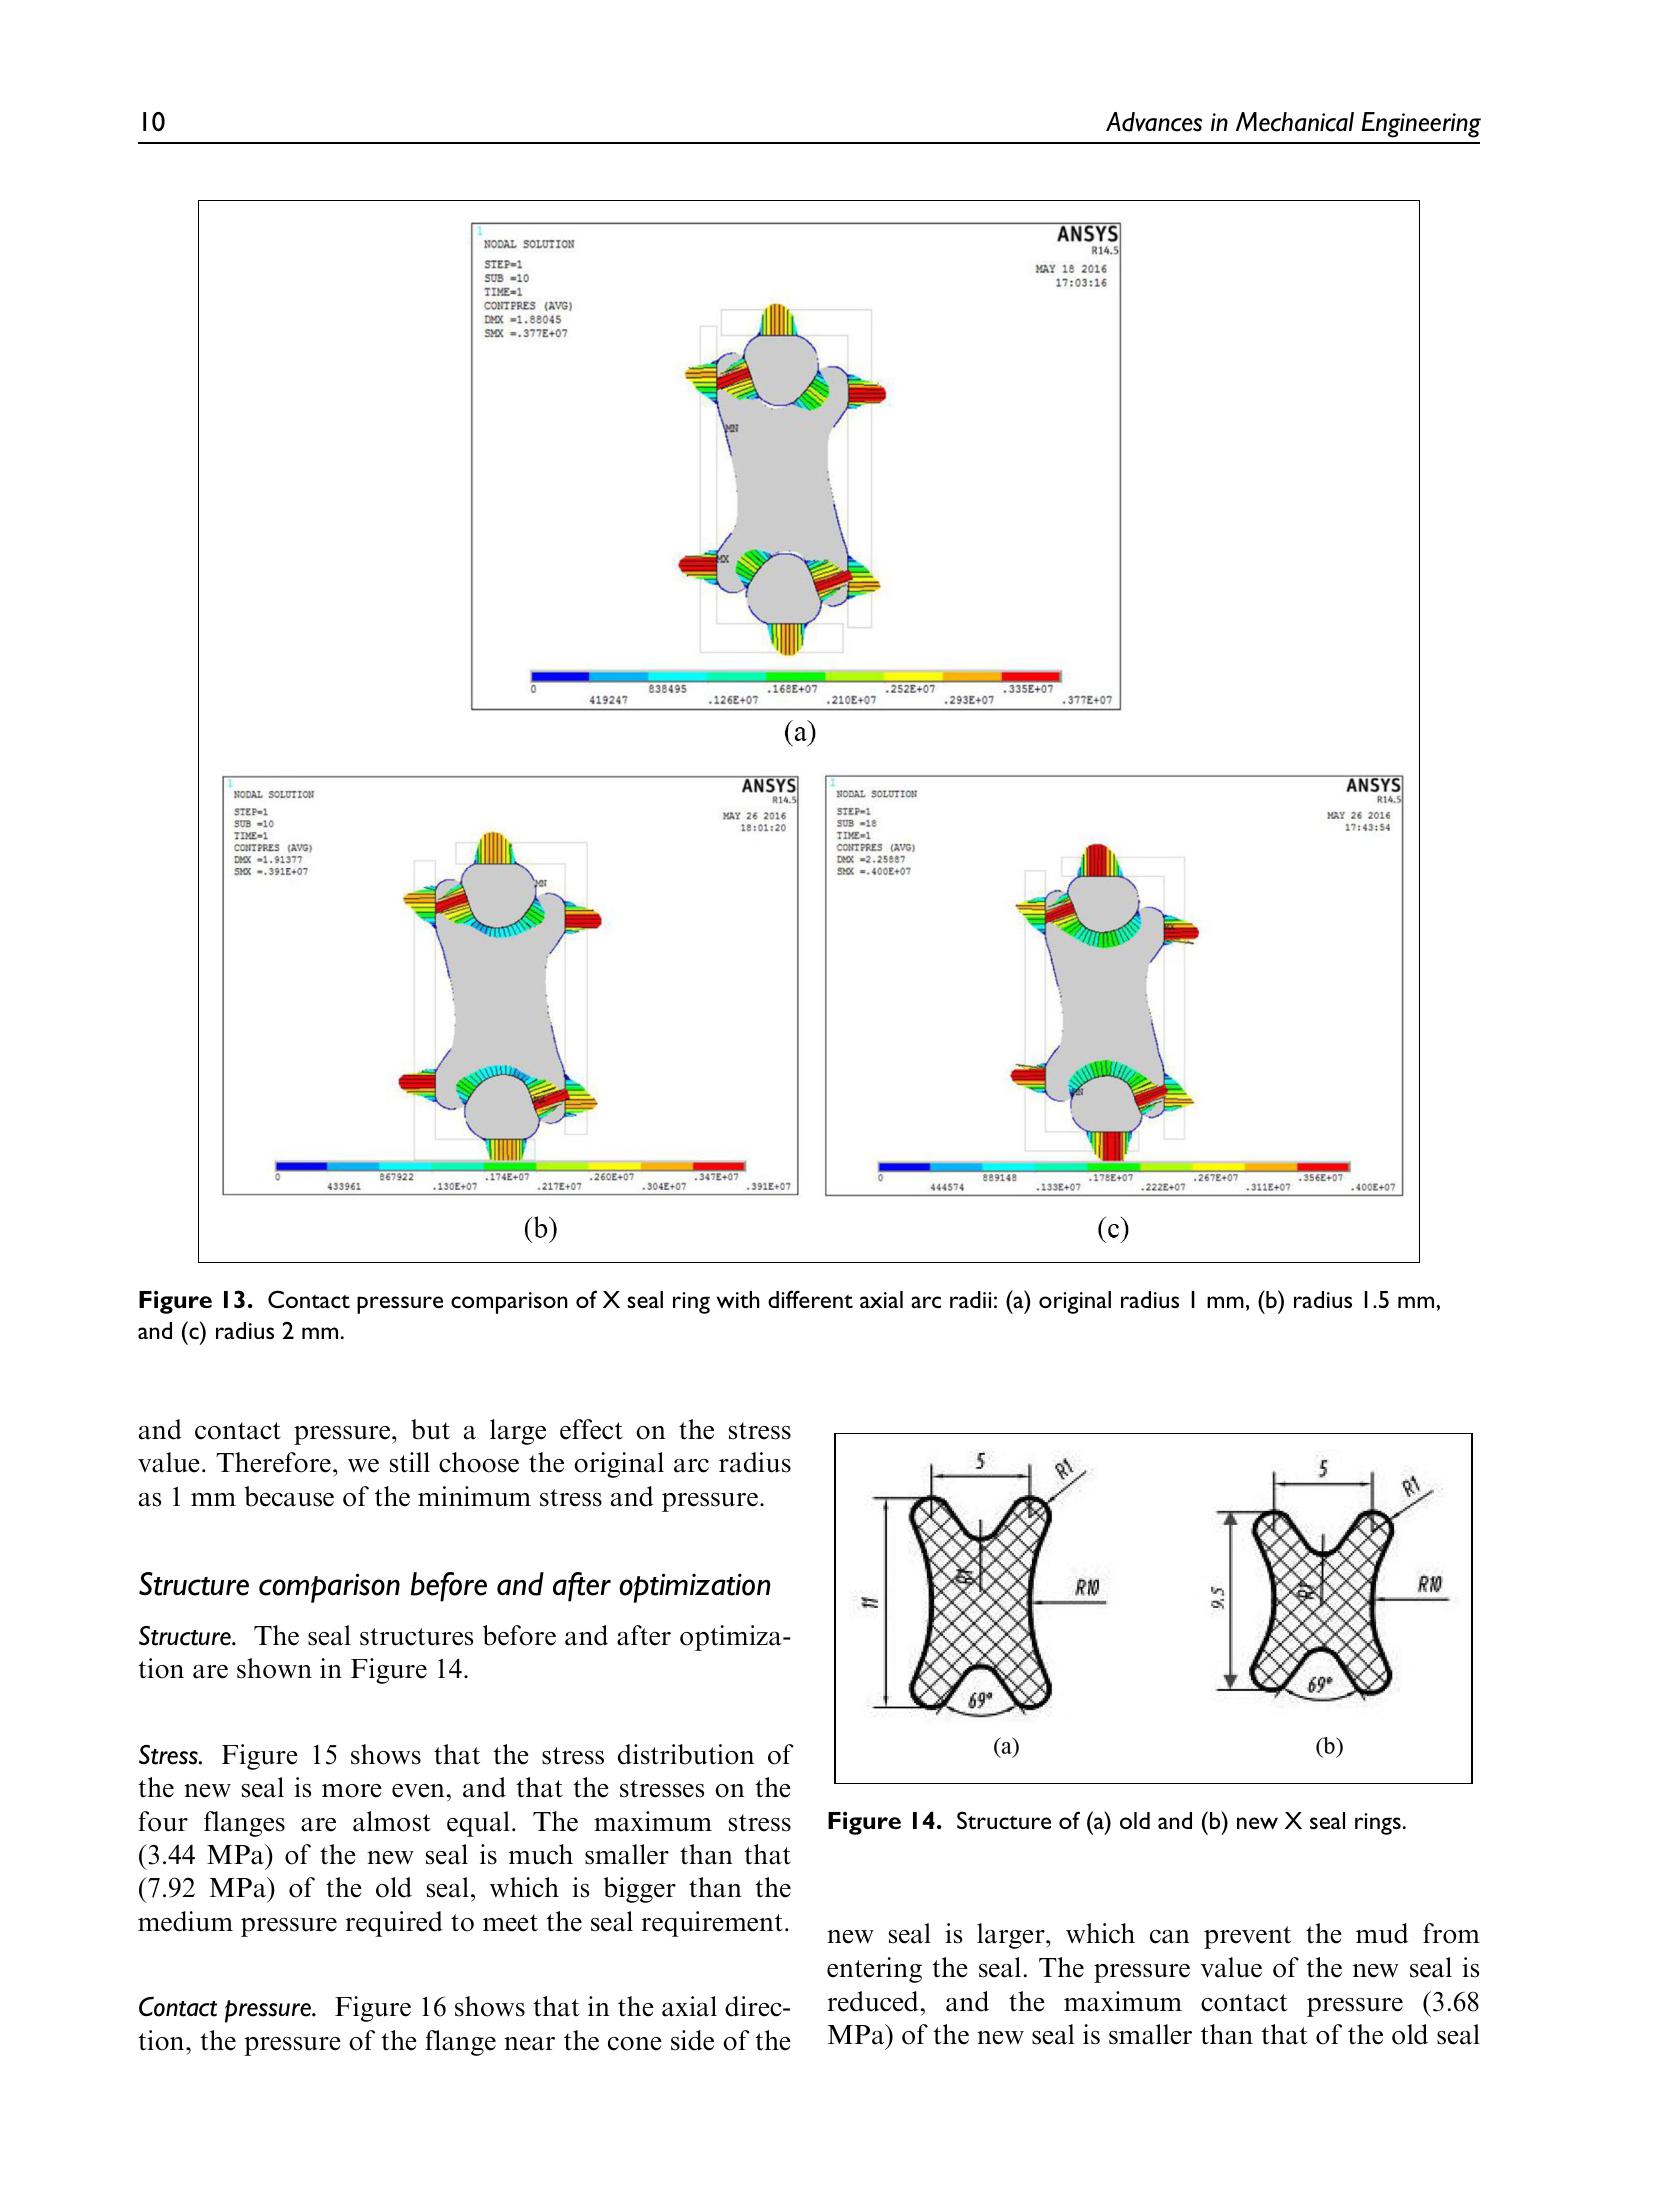 10
Advances in Mechanical Engineering
1
NODAL SOLUTION
STEP=1
SUB =10
TIME=1
CONTPRES (AVG)
DMX =1.88045
SMX =.377E+07
ANSYS
R14.5
MAY 18 2016
17:03:16
MN
MX
0
419247
838495
.126E+07
.168E+07
.210E+07
.252E+07
.293E+07
.335E+07
.377E+07
(a)
1
NODAL SOLUTION
STEP=1
SUB =10
TIME=1
CONTPRES (AVG)
DMX =1.91377
SMX =.391E+07
ANSYS
R14.5
MAY 26 2016
18:01:20
MN
0
433961
867922
.130E+07
.174E+07
.217E+07
.260E+07
.304E+07
.347E+07
.391E+07
(b)
1
NODAL SOLUTION
STEP=1
SUB =18
TIME=1
CONTPRES (AVG)
DMX =2.25887
SMX =.400E+07
ANSYS
R14.5
MAY 26 2016
17:43:54
MX
MN
0
444574
889148
.133E+07
.178E+07
.222E+07
.267E+07
.311E+07
.356E+07
.400E+07
(c)
Figure 13. Contact pressure comparison of X seal ring with different axial arc radii: (a) original radius 1 mm, (b) radius 1.5 mm,
and (c) radius 2 mm.
and contact pressure, but a large effect on the stress
value. Therefore, we still choose the original arc radius
as 1 mm because of the minimum stress and pressure.
Structure comparison before and after optimization
Structure. The seal structures before and after optimiza-
tion are shown in Figure 14.
Stress. Figure 15 shows that the stress distribution of
the new seal is more even, and that the stresses on the
four flanges are almost equal. The maximum stress
(3.44 MPa) of the new seal is much smaller than that
(7.92 MPa) of the old seal, which is bigger than the
medium pressure required to meet the seal requirement.
Contact pressure. Figure 16 shows that in the axial direc-
tion, the pressure of the flange near the cone side of the
5
R1
11
R1
R10
69°
(a)
5
R1
9.5
R1
R10
69°
(b)
Figure 14. Structure of (a) old and (b) new X seal rings.
new seal is larger, which can prevent the mud from
entering the seal. The pressure value of the new seal is
reduced, and the maximum contact pressure (3.68
MPa) of the new seal is smaller than that of the old seal